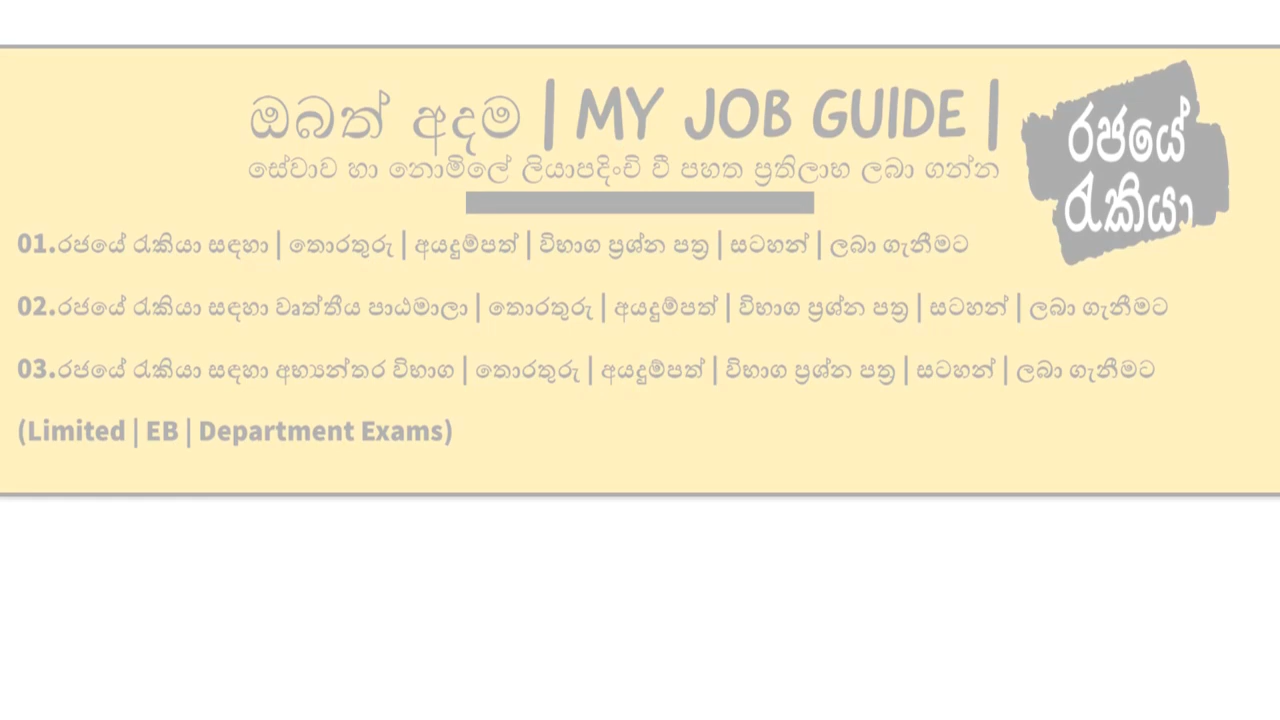 ඔබත් අදම | MY JOB GUIDE |
සේවාව හා නොමිලේ ලියාපදිංචි වී පහත ප්‍රතිලාභ ලබා ගන්න
රජයේ
රැකියා
01.රජයේ රැකියා සඳහා | තොරතුරු | අයදුම්පත් | විභාග ප්‍රශ්න පත්‍ර | සටහන් | ලබා ගැනීමට
02.රජයේ රැකියා සඳහා වෘත්තීය පාඨමාලා | තොරතුරු | අයදුම්පත් | විභාග ප්‍රශ්න පත්‍ර | සටහන් | ලබා ගැනීමට
03.රජයේ රැකියා සඳහා අභ්‍යන්තර විභාග | තොරතුරු | අයදුම්පත් | විභාග ප්‍රශ්න පත්‍ර | සටහන් | ලබා ගැනීමට
(Limited | EB | Department Exams)